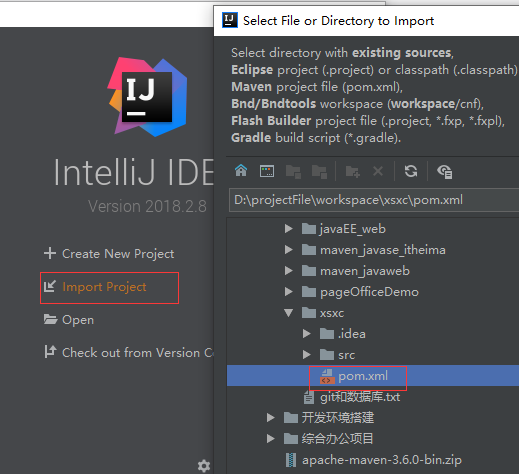 IJ
IntelliJ IDE
Version 2018.2.8
Create New Project
Import Project
Open
Check out from Version C
IJ Select File or Directory to Import
Select directory with existing sources,
Eclipse project (.project) or classpath (.classpath)
Maven project file (pom.xml),
Bnd/Bndtools workspace (workspace/cnf),
Flash Builder project file (.project, *.fxp, *.fxpl),
Gradle build script (*.gradle).
D:\projectFile\workspace\xsxc\pom.xml
javaEE_web
maven_javase_itheima
maven_javaweb
pageOfficeDemo
xsxc
.idea
src
pom.xml
git和数据库.txt
开发环境搭建
综合办公项目
apache-maven-3.6.0-bin.zip